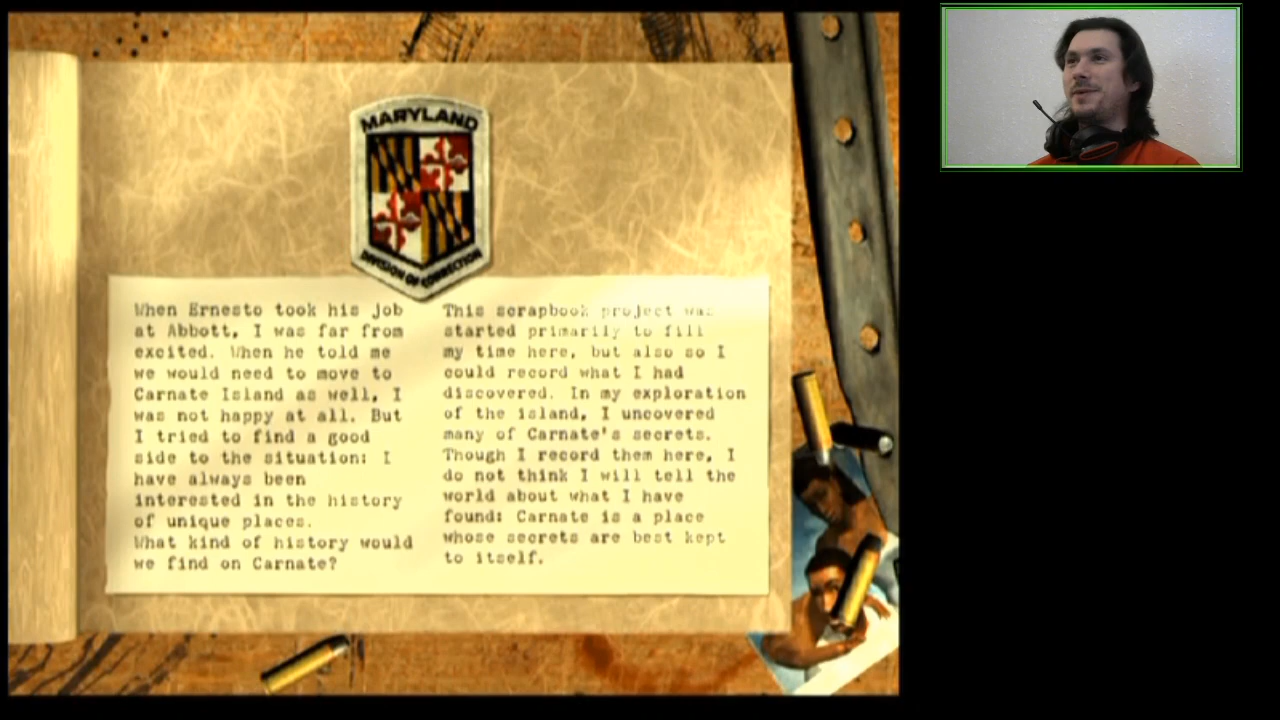 MARYLAND
DIVISION OF CORRECTION
When Ernesto took his job
at Abbott, I was far from
excited. When he told me
we would need to move to
Carnate Island as well, I
was not happy at all. But
I tried to find a good
side to the situation: I
have always been
interested in the history
of unique places.
What kind of history would
we find on Carnate?
This scrapbook project was
started primarily to fill
my time here, but also so I
could record what I had
discovered. In my exploration
of the island, I uncovered
many of Carnate's secrets.
Though I record them here, I
do not think I will tell the
world about what I have
found: Carnate is a place
whose secrets are best kept
to itself.